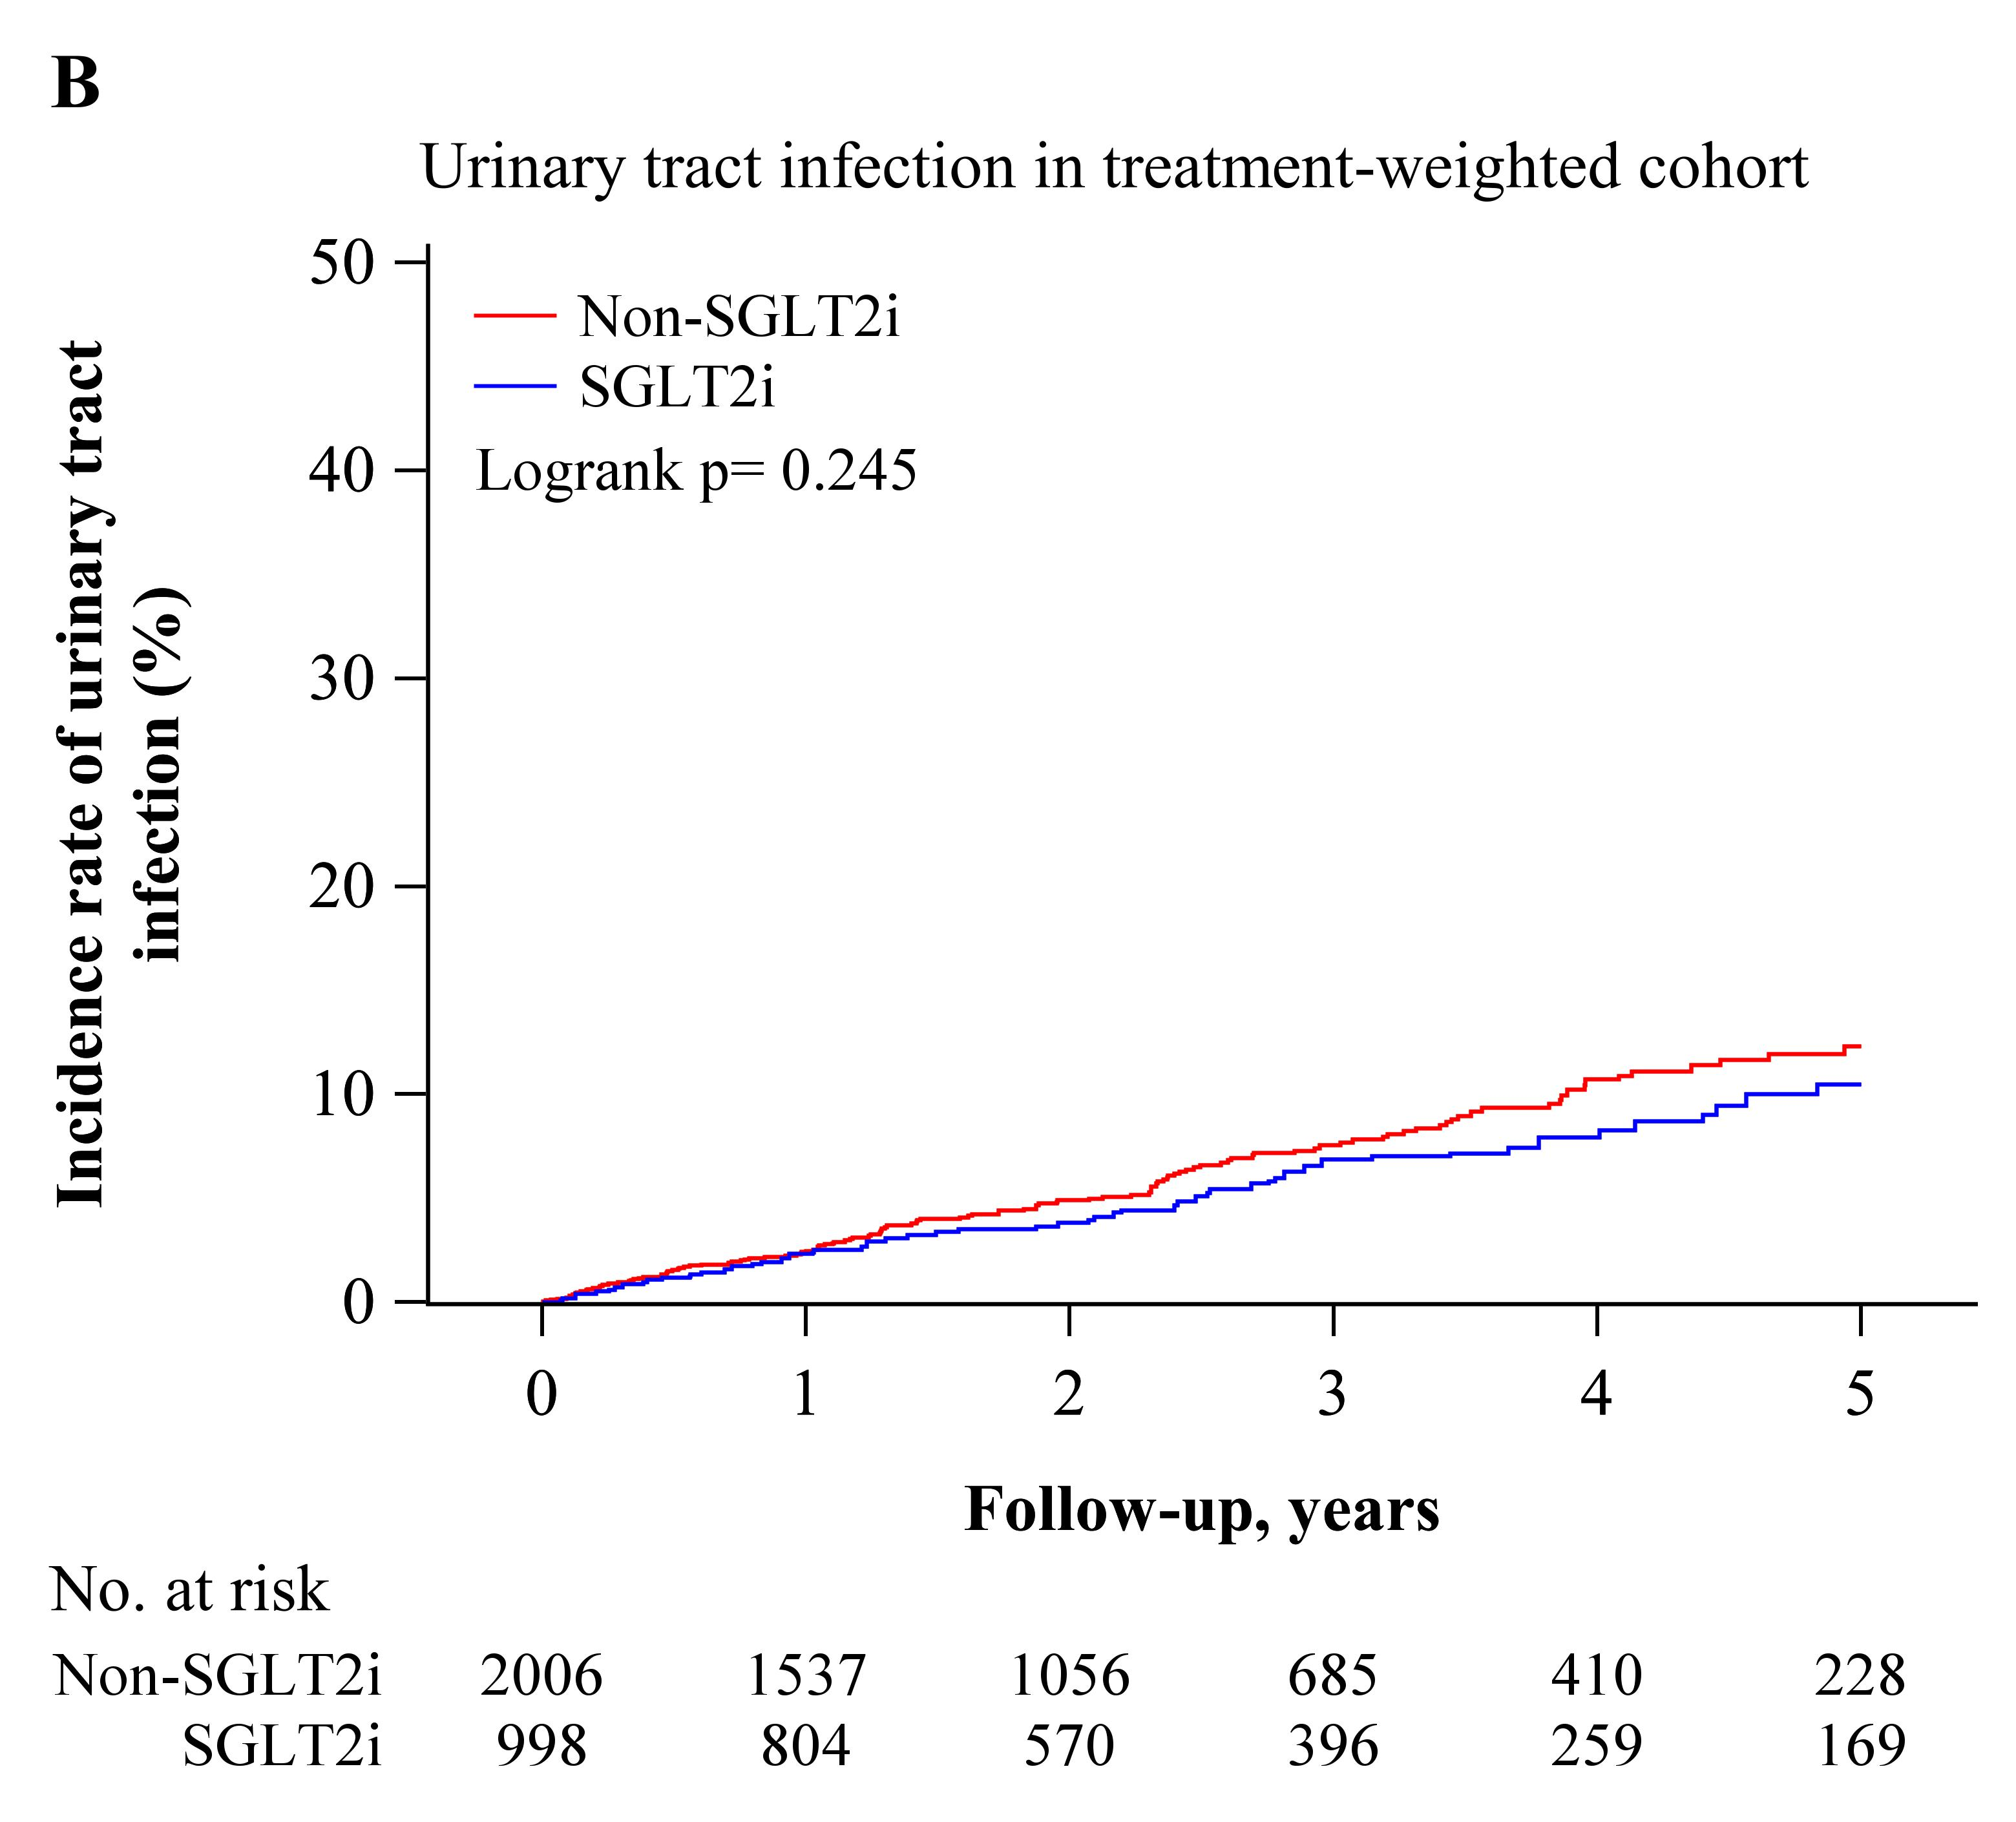 B
Urinary tract infection in treatment-weighted cohort
Incidence rate of urinary tract
infection (%)
50
40
30
20
10
0
Non-SGLT2i
SGLT2i
Logrank p= 0.245
0 1 2 3 4 5
Follow-up, years
No. at risk
Non-SGLT2i 2006 1537 1056 685 410 228
SGLT2i 998 804 570 396 259 169